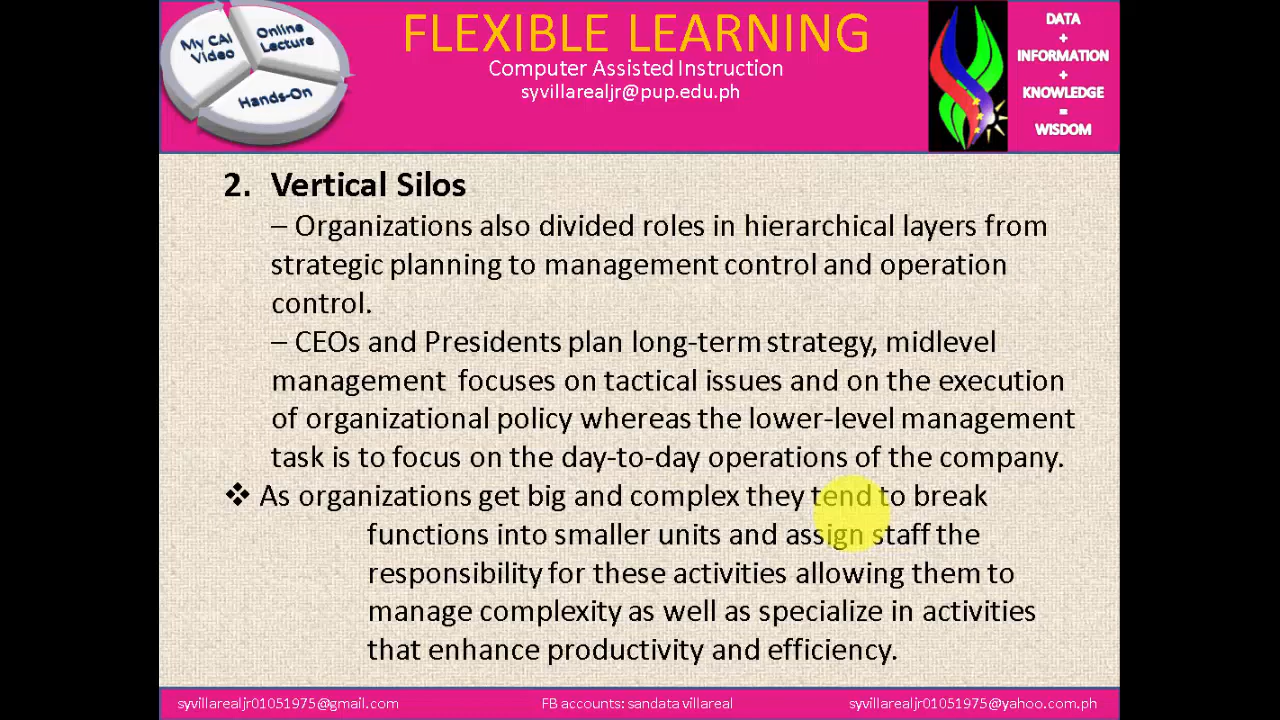 My CAI
Video
Online
Lecture
Hands-On
FLEXIBLE LEARNING
Computer Assisted Instruction
syvillarealjr@pup.edu.ph
DATA
+
INFORMATION
+
KNOWLEDGE
=
WISDOM
2. Vertical Silos
– Organizations also divided roles in hierarchical layers from
strategic planning to management control and operation
control.
– CEOs and Presidents plan long-term strategy, midlevel
management focuses on tactical issues and on the execution
of organizational policy whereas the lower-level management
task is to focus on the day-to-day operations of the company.
❖ As organizations get big and complex they tend to break
functions into smaller units and assign staff the
responsibility for these activities allowing them to
manage complexity as well as specialize in activities
that enhance productivity and efficiency.
syvillarealjr01051975@gmail.com
FB accounts: sandata villareal
syvillarealjr01051975@yahoo.com.ph